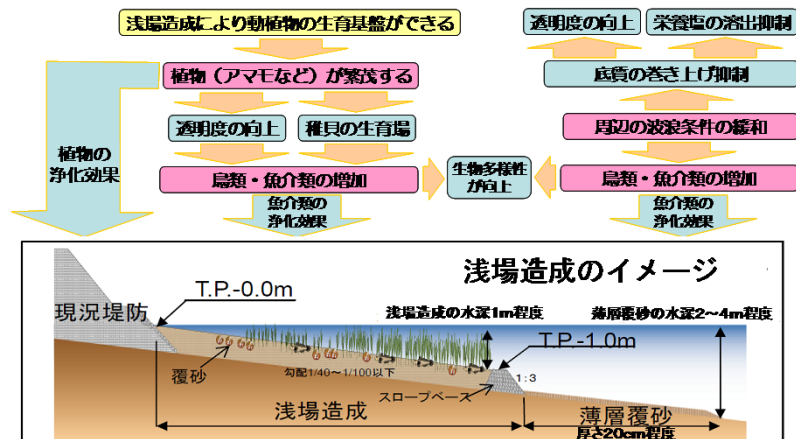 浅場造成により動植物の生育基盤ができる
植物（アマモなど）が繁茂する
透明度の向上
稚貝の生育場
鳥類・魚介類の増加
植物の
浄化効果
魚介類の
浄化効果
生物多様性
が向上
透明度の向上
栄養塩の溶出抑制
底質の巻き上げ抑制
周辺の波浪条件の緩和
鳥類・魚介類の増加
魚介類の
浄化効果
浅場造成のイメージ
T.P.-0.0m
現況堤防
浅場造成の水深1m程度
薄層覆砂の水深2～4m程度
T.P.-1.0m
覆砂
勾配1/40～1/100以下
1:3
スロープベース
浅場造成
薄層覆砂
厚さ20cm程度